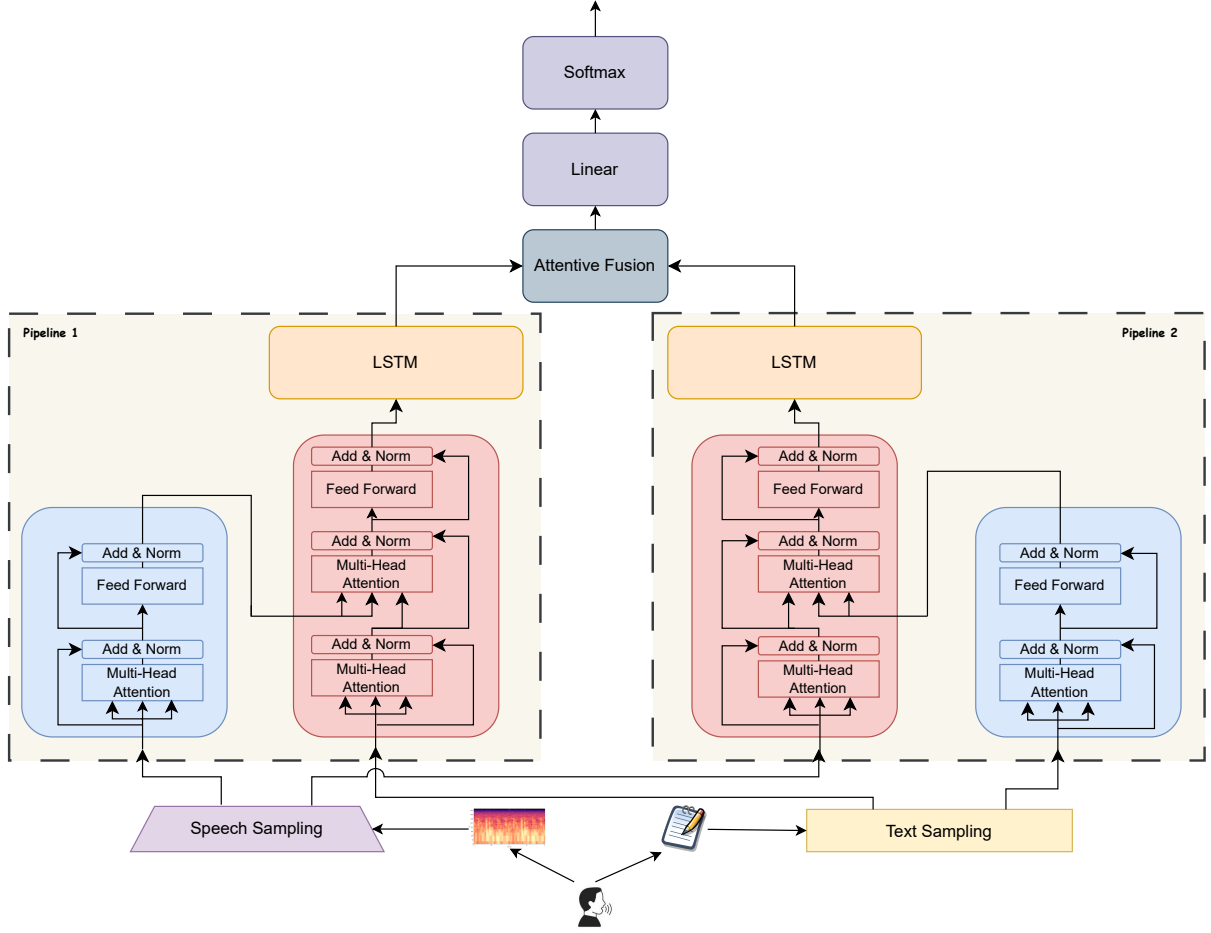 Softmax
Linear
Attentive Fusion
Pipeline 1
LSTM
Add & Norm
Feed Forward
Add & Norm
Multi-Head
Attention
Add & Norm
Multi-Head
Attention
Add & Norm
Feed Forward
Add & Norm
Multi-Head
Attention
Pipeline 2
LSTM
Add & Norm
Feed Forward
Add & Norm
Multi-Head
Attention
Add & Norm
Multi-Head
Attention
Add & Norm
Feed Forward
Add & Norm
Multi-Head
Attention
Speech Sampling
Text Sampling